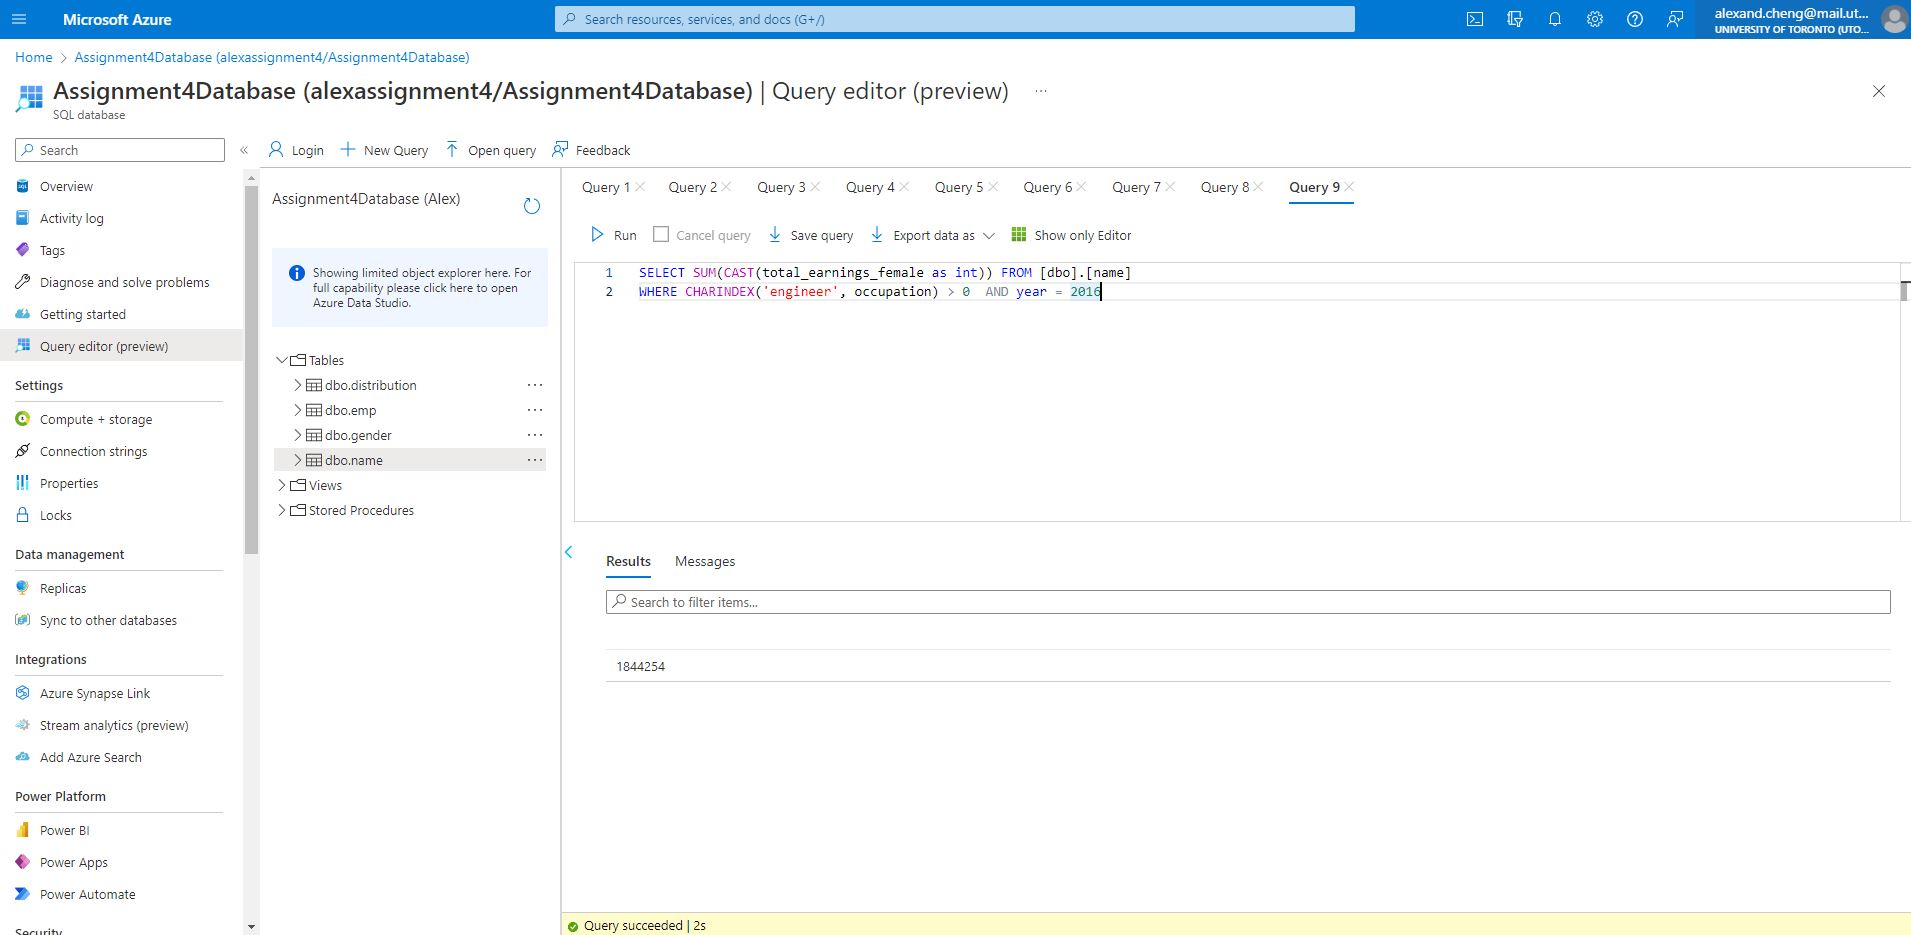 Microsoft Azure
Search resources, services, and docs (G+/)
alexand.cheng@mail.ut...
UNIVERSITY OF TORONTO (UTO...
Home > Assignment4Database (alexassignment4/Assignment4Database)
Assignment4Database (alexassignment4/Assignment4Database) | Query editor (preview) ...
SQL database
Search
«
Login
New Query
Open query
Feedback
Overview
Activity log
Tags
Diagnose and solve problems
Getting started
Query editor (preview)
Settings
Compute + storage
Connection strings
Properties
Locks
Data management
Replicas
Sync to other databases
Integrations
Azure Synapse Link
Stream analytics (preview)
Add Azure Search
Power Platform
Power BI
Power Apps
Power Automate
Security
Assignment4Database (Alex)
Showing limited object explorer here. For
full capability please click here to open
Azure Data Studio.
Tables
dbo.distribution ...
dbo.emp ...
dbo.gender ...
dbo.name ...
Views
Stored Procedures
Query 1 Query 2 Query 3 Query 4 Query 5 Query 6 Query 7 Query 8 Query 9
Run Cancel query Save query Export data as Show only Editor
1 SELECT SUM(CAST(total_earnings_female as int)) FROM [dbo].[name]
2 WHERE CHARINDEX('engineer', occupation) > 0  AND year = 2016
Results Messages
Search to filter items...
1844254
Query succeeded | 2s